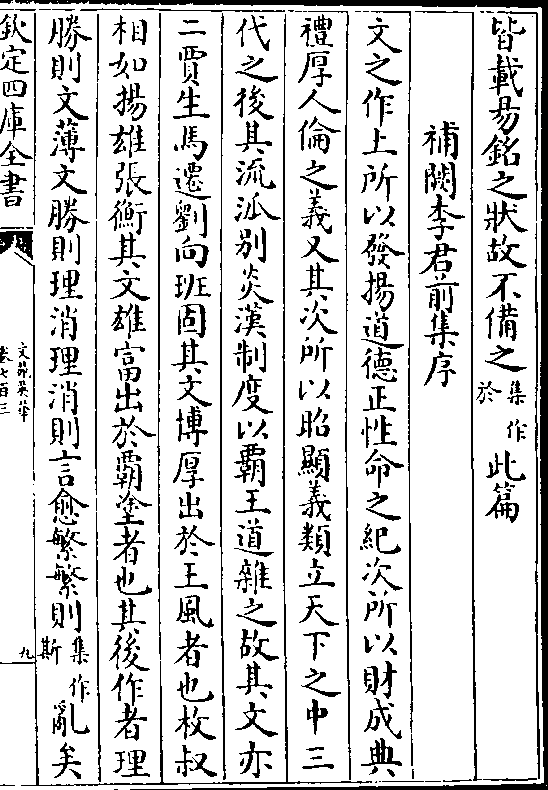 皆載易銘之狀故不備之集作於此篇
補闕李君前集序
文之作上所以發揚道德正性命之紀次所以財成典
禮厚人倫之義又其次所以昭顯義類立天下之中三
代之後其流派别炎漢制度以霸王道雜之故其文亦
二賈生馬遷劉向班固其文博厚出於王風者也枚叔
相如揚雄張衡其文雄富出於霸塗者也其後作者理
勝則文薄文勝則理消理消則言愈繁繁則集作斯亂矣
欽定四庫全書
文苑英華
卷七百三
九